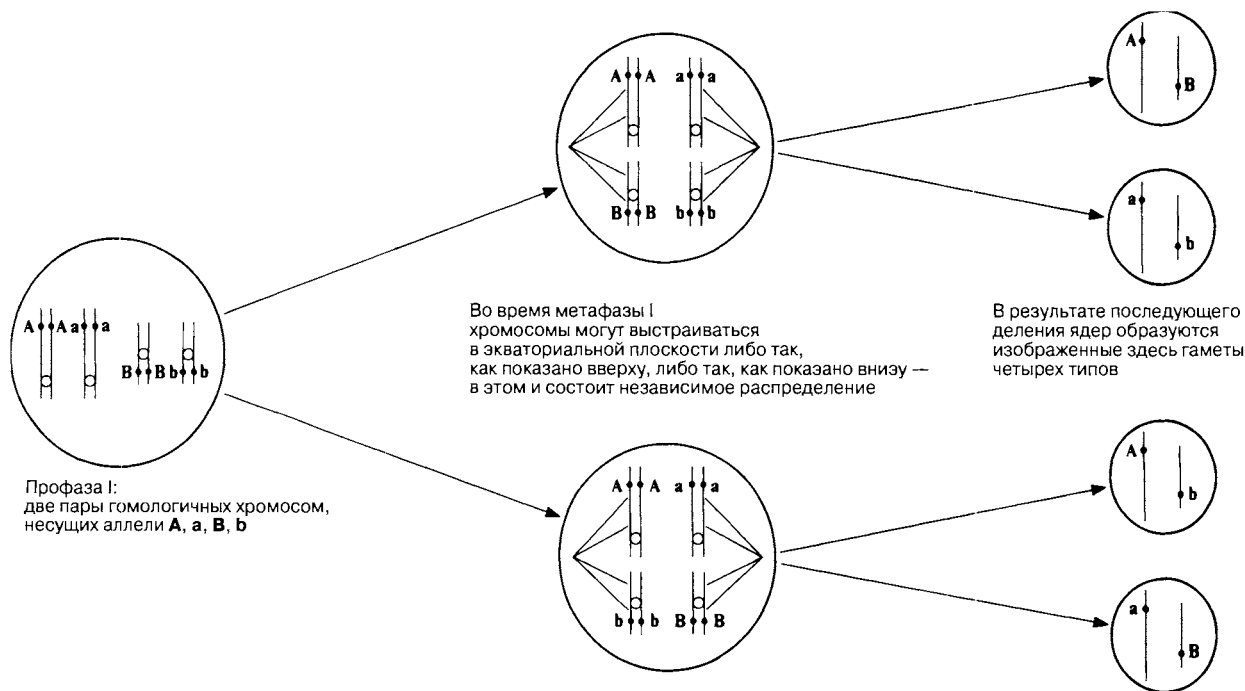 A A a a
B B b b
A
B
a
b
Во время метафазы I
хромосомы могут выстраиваться
в экваториальной плоскости либо так,
как показано вверху, либо так, как показано внизу —
в этом и состоит независимое распределение
В результате последующего
деления ядер образуются
изображенные здесь гаметы
четырех типов
A A a a
B B b b
Профаза I:
две пары гомологичных хромосом,
несущих аллели A, a, B, b
A A a a
b b B B
A
b
a
B